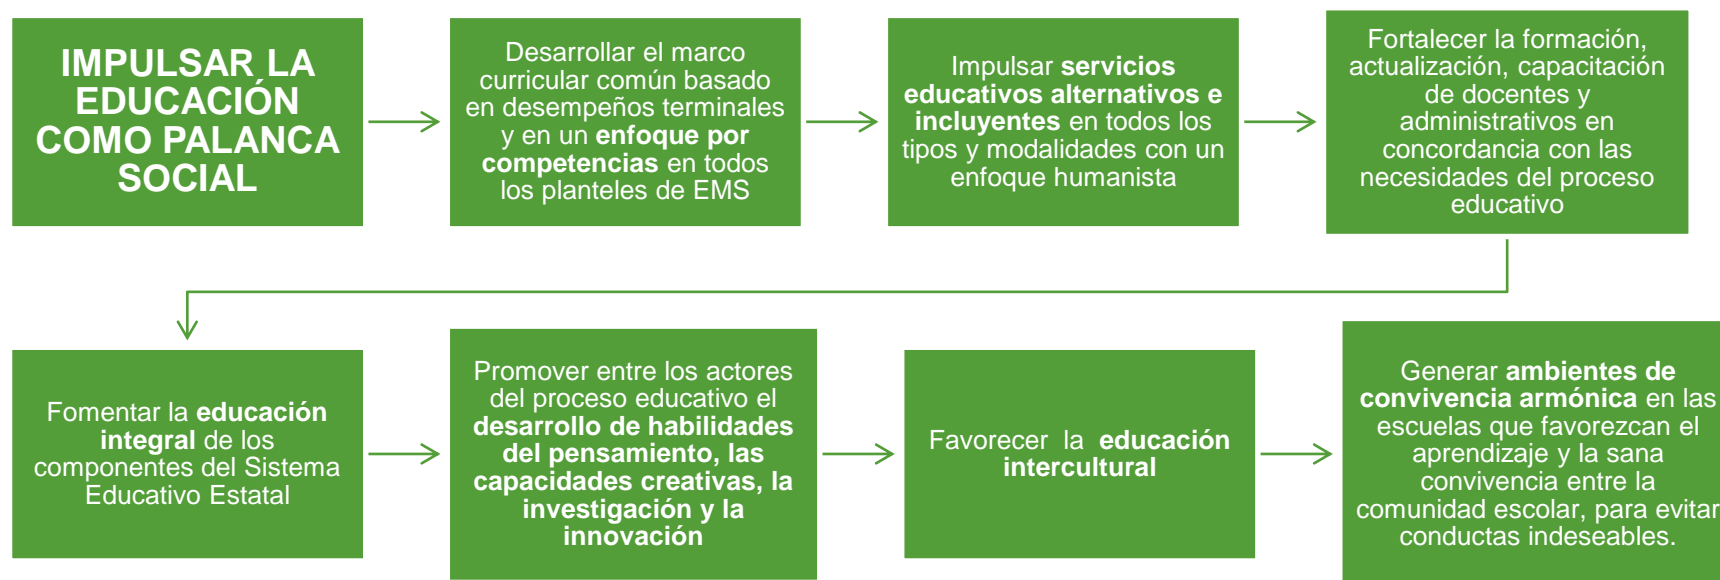 IMPULSAR LA
EDUCACIÓN
COMO PALANCA
SOCIAL
Desarrollar el marco
curricular común basado
en desempeños terminales
y en un enfoque por
competencias en todos
los planteles de EMS
Impulsar servicios
educativos alternativos e
incluyentes en todos los
tipos y modalidades con un
enfoque humanista
Fortalecer la formación,
actualización, capacitación
de docentes y
administrativos en
concordancia con las
necesidades del proceso
educativo
Fomentar la educación
integral de los
componentes del Sistema
Educativo Estatal
Promover entre los actores
del proceso educativo el
desarrollo de habilidades
del pensamiento, las
capacidades creativas, la
investigación y la
innovación
Favorecer la educación
intercultural
Generar ambientes de
convivencia armónica en las
escuelas que favorezcan el
aprendizaje y la sana
convivencia entre la
comunidad escolar, para evitar
conductas indeseables.